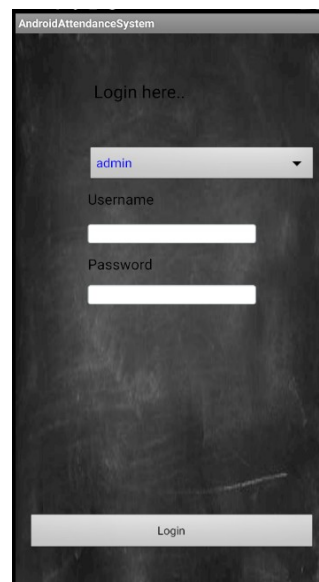 AndroidAttendanceSystem
Login here..
admin
Username
Password
Login